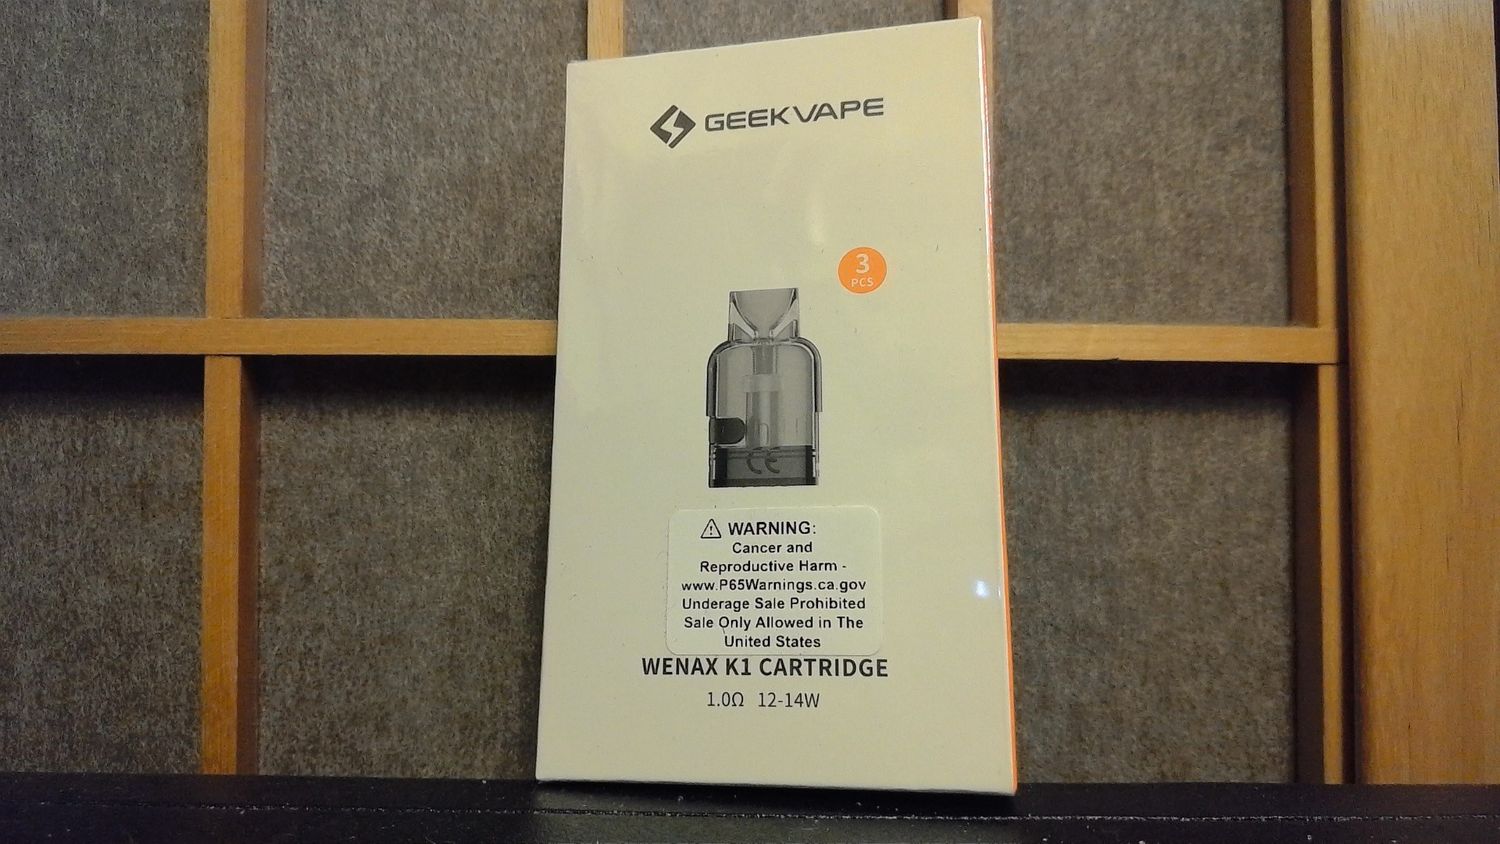 GEEKVAPE
3
PCS
CE
⚠ WARNING:
Cancer and
Reproductive Harm -
www.P65Warnings.ca.gov
Underage Sale Prohibited
Sale Only Allowed in The
United States
WENAX K1 CARTRIDGE
1.0Ω 12-14W